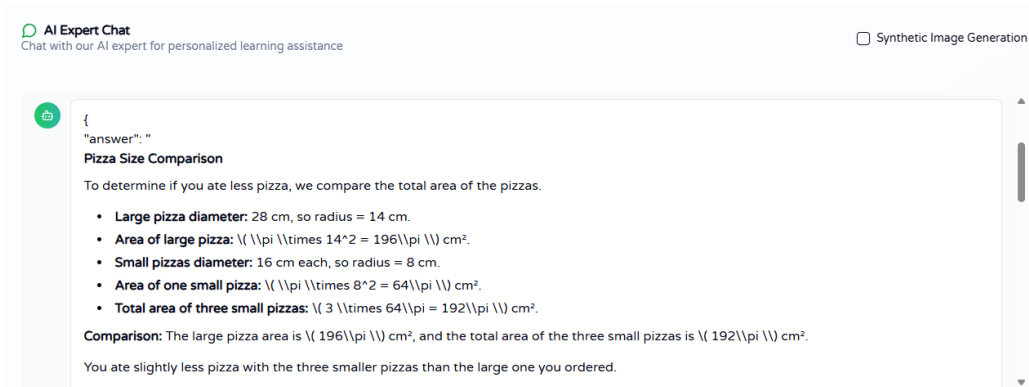 AI Expert Chat
Chat with our AI expert for personalized learning assistance
Synthetic Image Generation
{
"answer": "
Pizza Size Comparison
To determine if you ate less pizza, we compare the total area of the pizzas.
• Large pizza diameter: 28 cm, so radius = 14 cm.
• Area of large pizza: \( \\pi \\times 14^2 = 196\\pi \\) cm².
• Small pizzas diameter: 16 cm each, so radius = 8 cm.
• Area of one small pizza: \( \\pi \\times 8^2 = 64\\pi \\) cm².
• Total area of three small pizzas: \( 3 \\times 64\\pi = 192\\pi \\) cm².
Comparison: The large pizza area is \( 196\\pi \\) cm², and the total area of the three small pizzas is \( 192\\pi \\) cm².
You ate slightly less pizza with the three smaller pizzas than the large one you ordered.